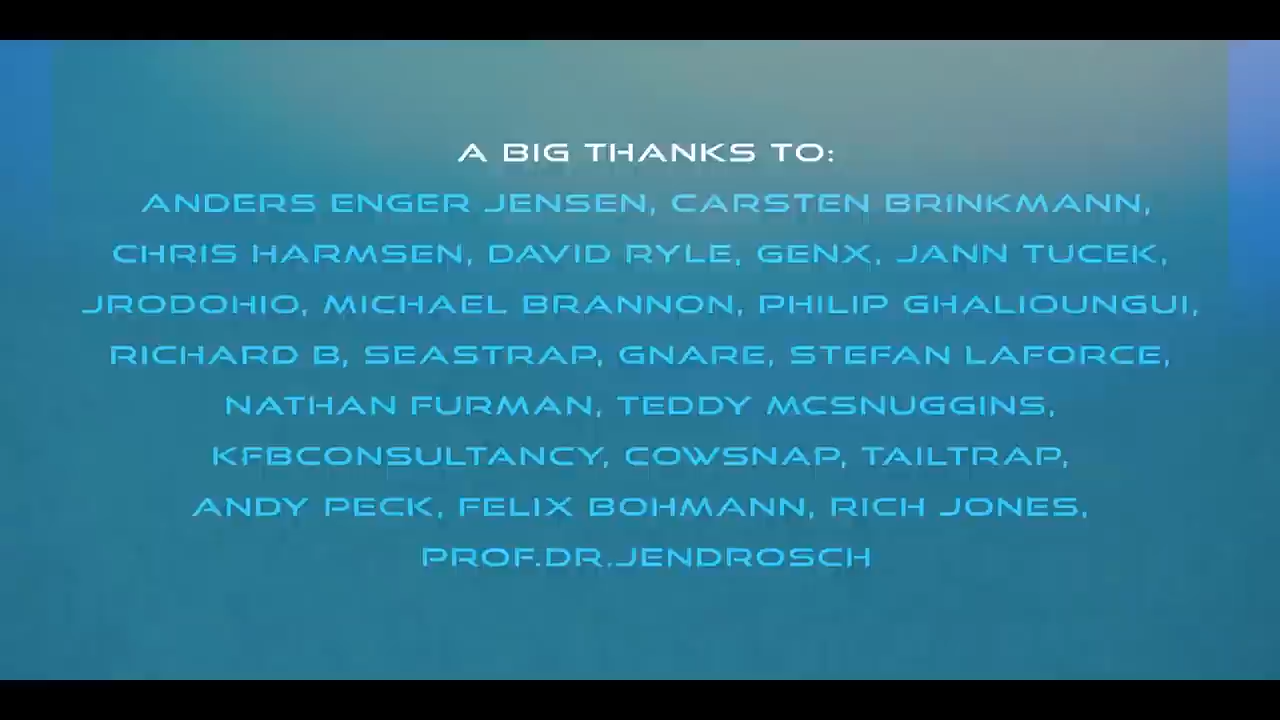 A BIG THANKS TO:
ANDERS ENGER JENSEN, CARSTEN BRINKMANN,
CHRIS HARMSEN, DAVID RYLE, GENX, JANN TUCEK,
JRODOHIO, MICHAEL BRANNON, PHILIP GHALIOUNGUI,
RICHARD B, SEASTRAP, GNARE, STEFAN LAFORCE,
NATHAN FURMAN, TEDDY MCSNUGGINS,
KFBCONSULTANCY, COWSNAP, TAILTRAP,
ANDY PECK, FELIX BOHMANN, RICH JONES,
PROF.DR.JENDROSCH